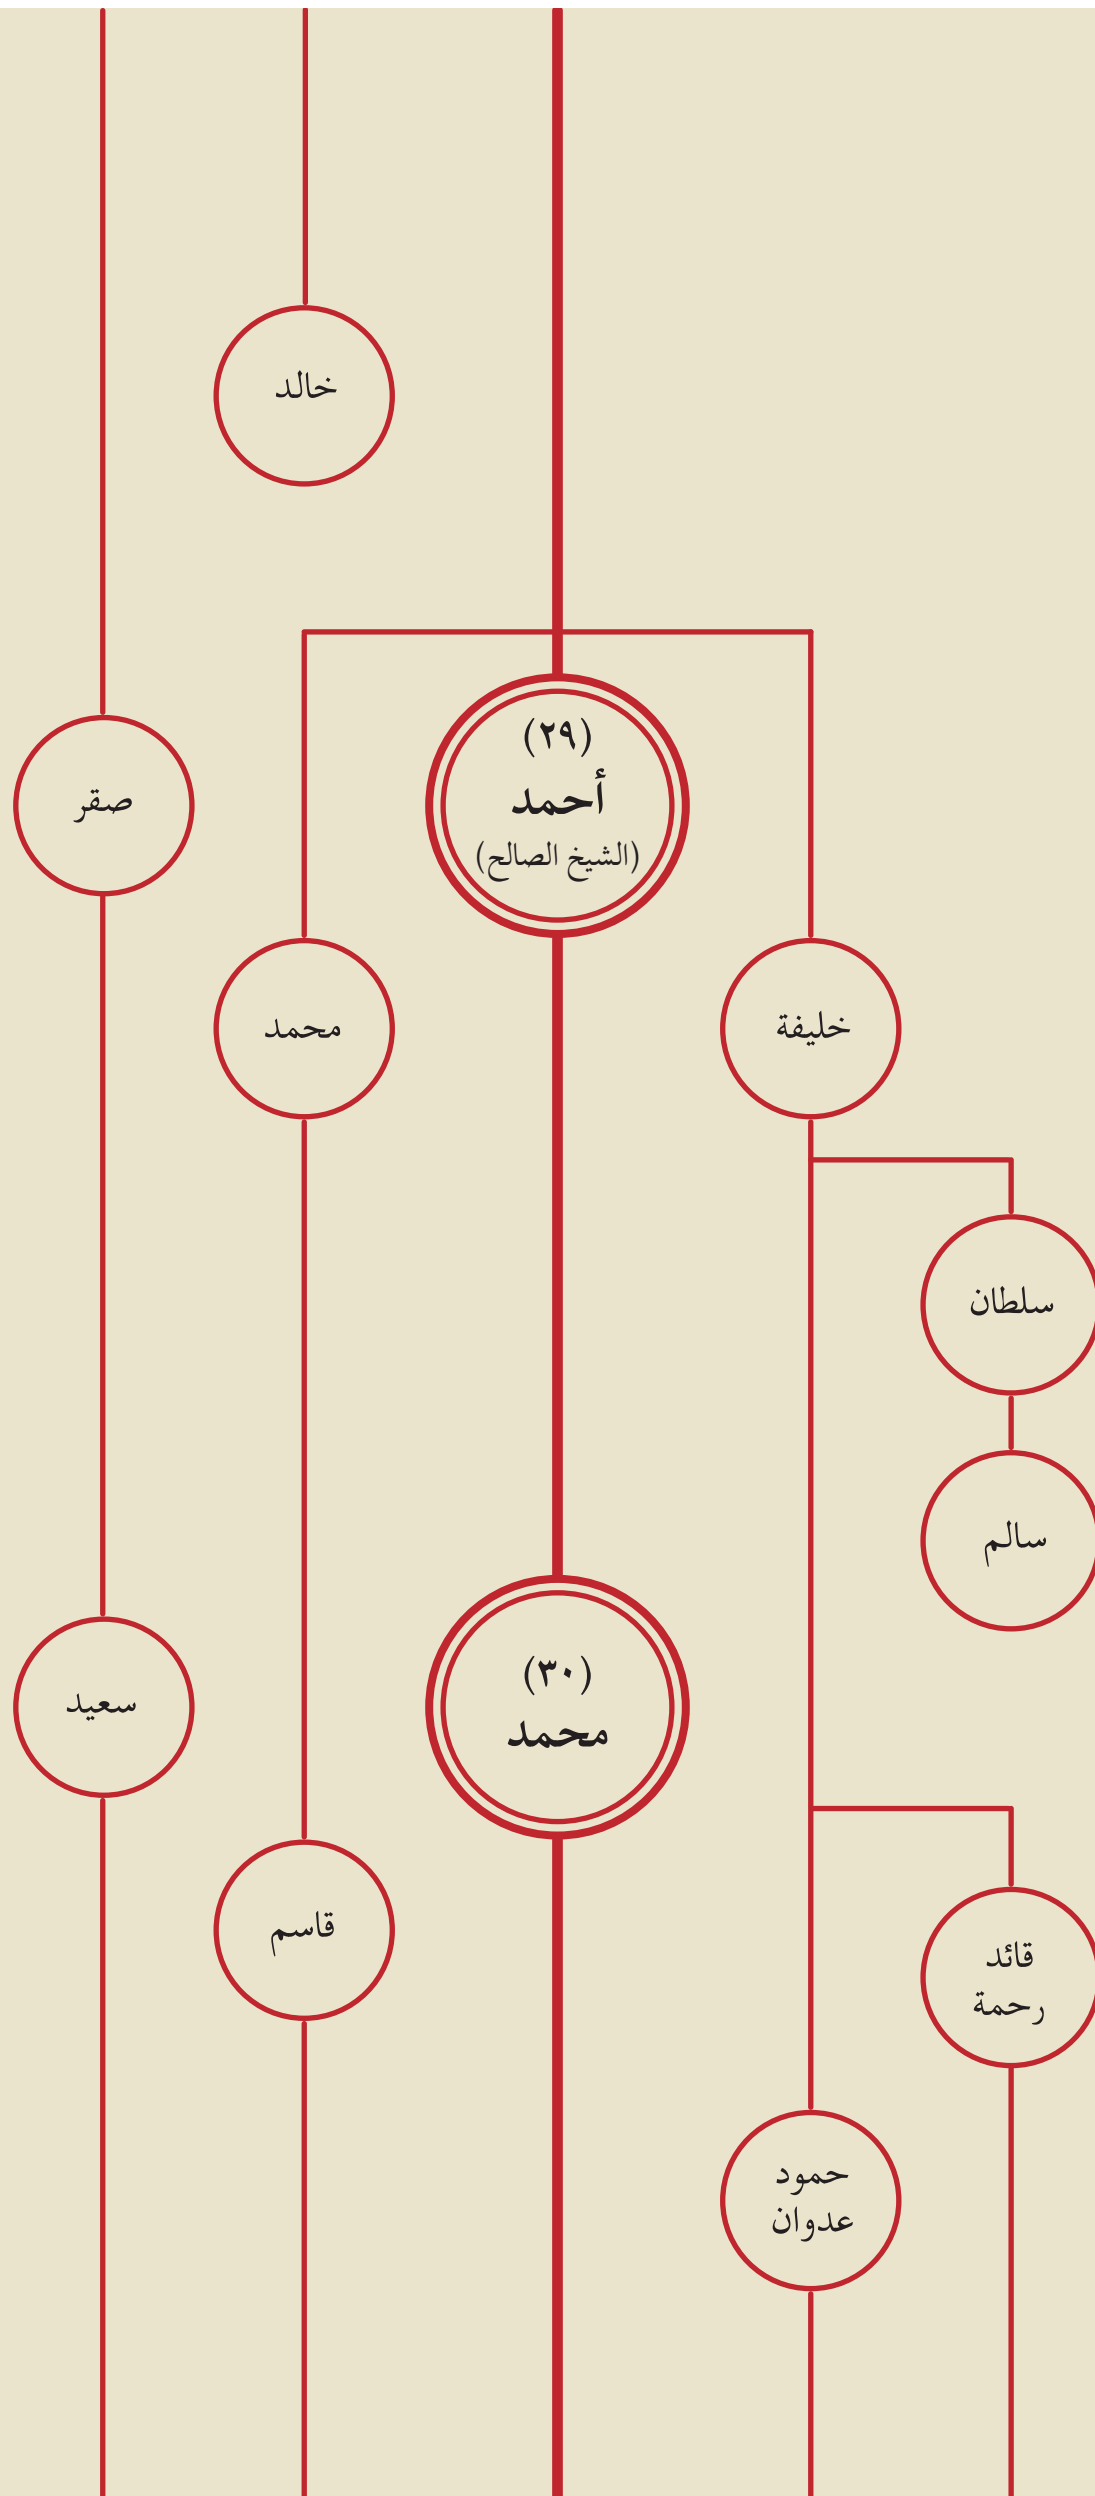 خالد
(٢٩)
أحمد
(الشيخ الصالح)
صقر
خليفة
محمد
سلطان
سالم
(٣٠)
محمد
سعيد
قاسم
قائد
رحمة
حمود
عدوان